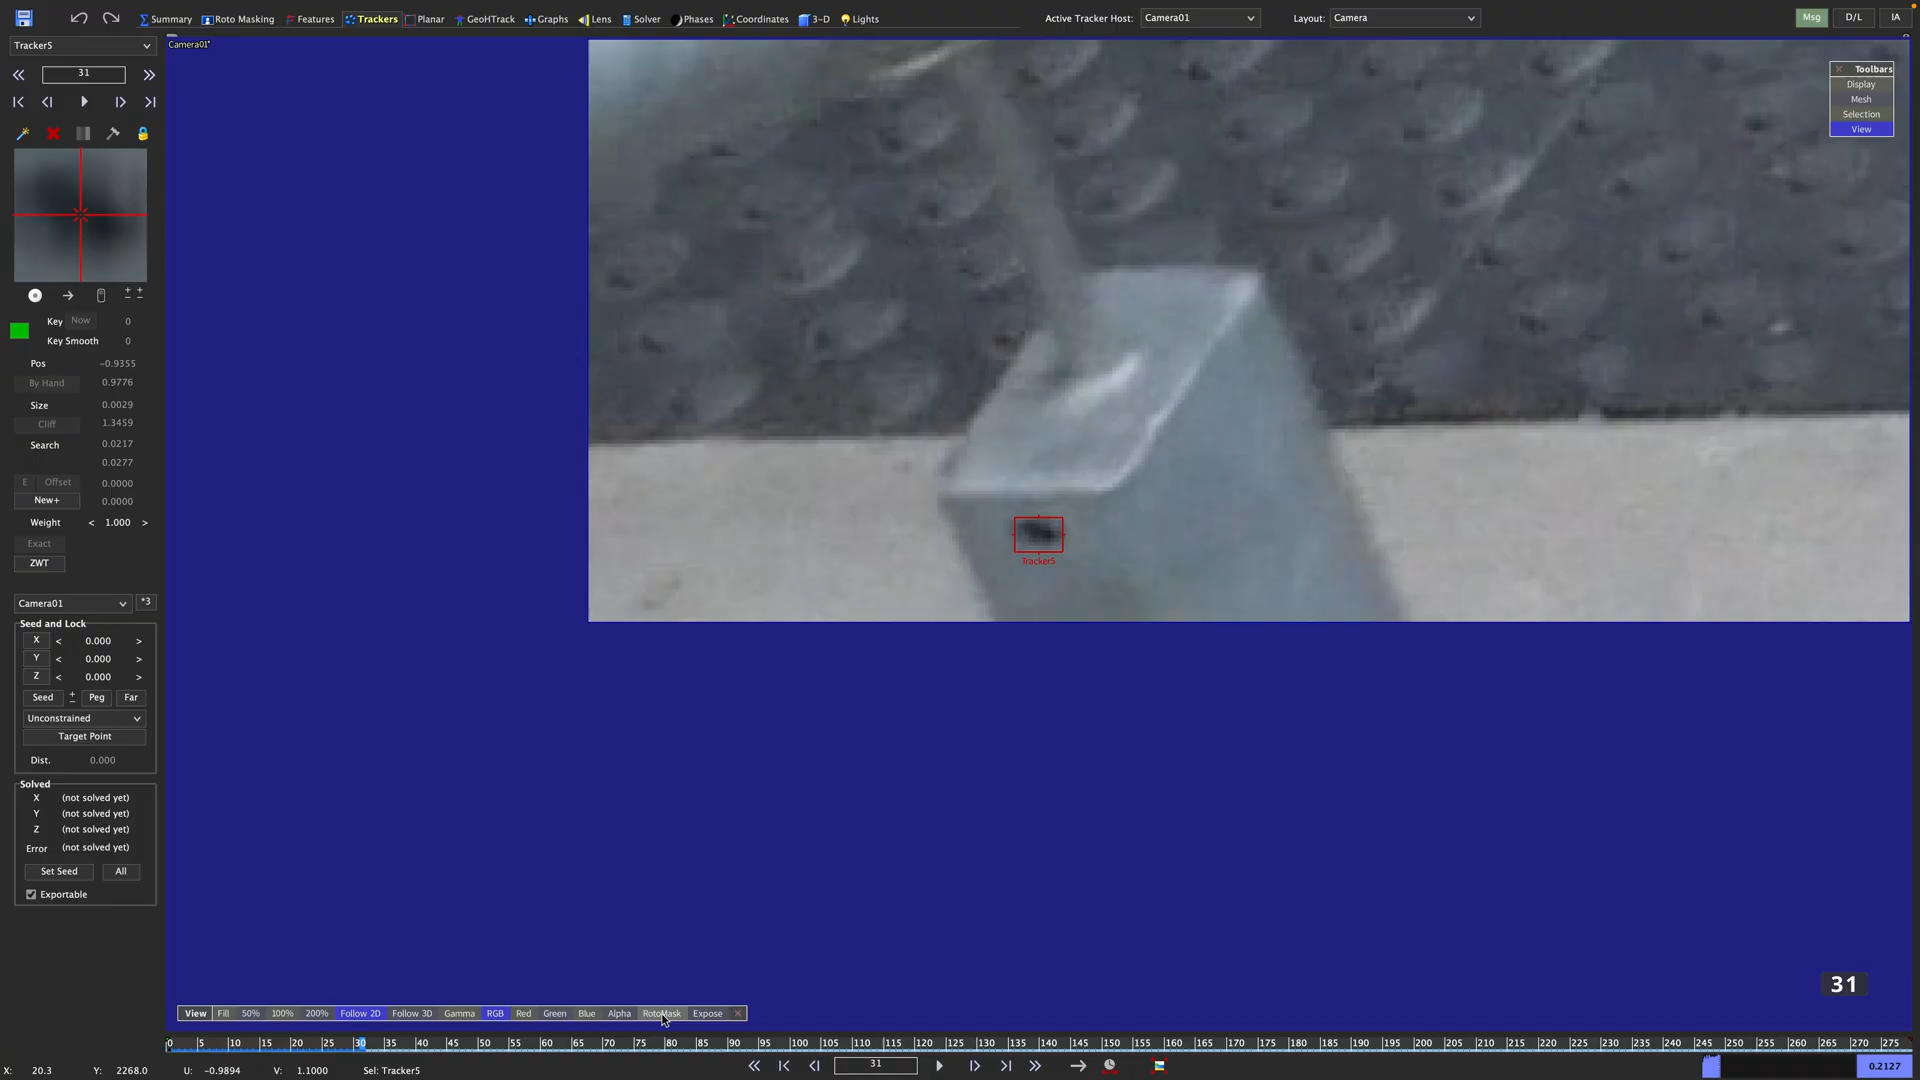 Summary Roto Masking Features Trackers Planar GeoHTrack Graphs Lens Solver Phases Coordinates 3-D Lights Active Tracker Host: Camera01 Layout: Camera Msg D/L IA
Tracker5
Camera01*
31
Toolbars
Display
Mesh
Selection
View
Key Now 0
Key Smooth 0
Pos -0.9355
By Hand 0.9776
Size 0.0029
Cliff 1.3459
Search 0.0217
0.0277
E Offset 0.0000
New+ 0.0000
Weight < 1.000 >
Exact
ZWT
Tracker5
Camera01 *3
Seed and Lock
X < 0.000 >
Y < 0.000 >
Z < 0.000 >
Seed + - Peg Far
Unconstrained
Target Point
Dist. 0.000
Solved
X (not solved yet)
Y (not solved yet)
Z (not solved yet)
Error (not solved yet)
Set Seed All
Exportable
31
View Fill 50% 100% 200% Follow 2D Follow 3D Gamma RGB Red Green Blue Alpha RotoMask Expose
0 5 10 15 20 25 30 35 40 45 50 55 60 65 70 75 80 85 90 95 100 105 110 115 120 125 130 135 140 145 150 155 160 165 170 175 180 185 190 195 200 205 210 215 220 225 230 235 240 245 250 255 260 265 270 275
X: 20.3 Y: 2268.0 U: -0.9894 V: 1.1000 Sel: Tracker5 31 0.2127